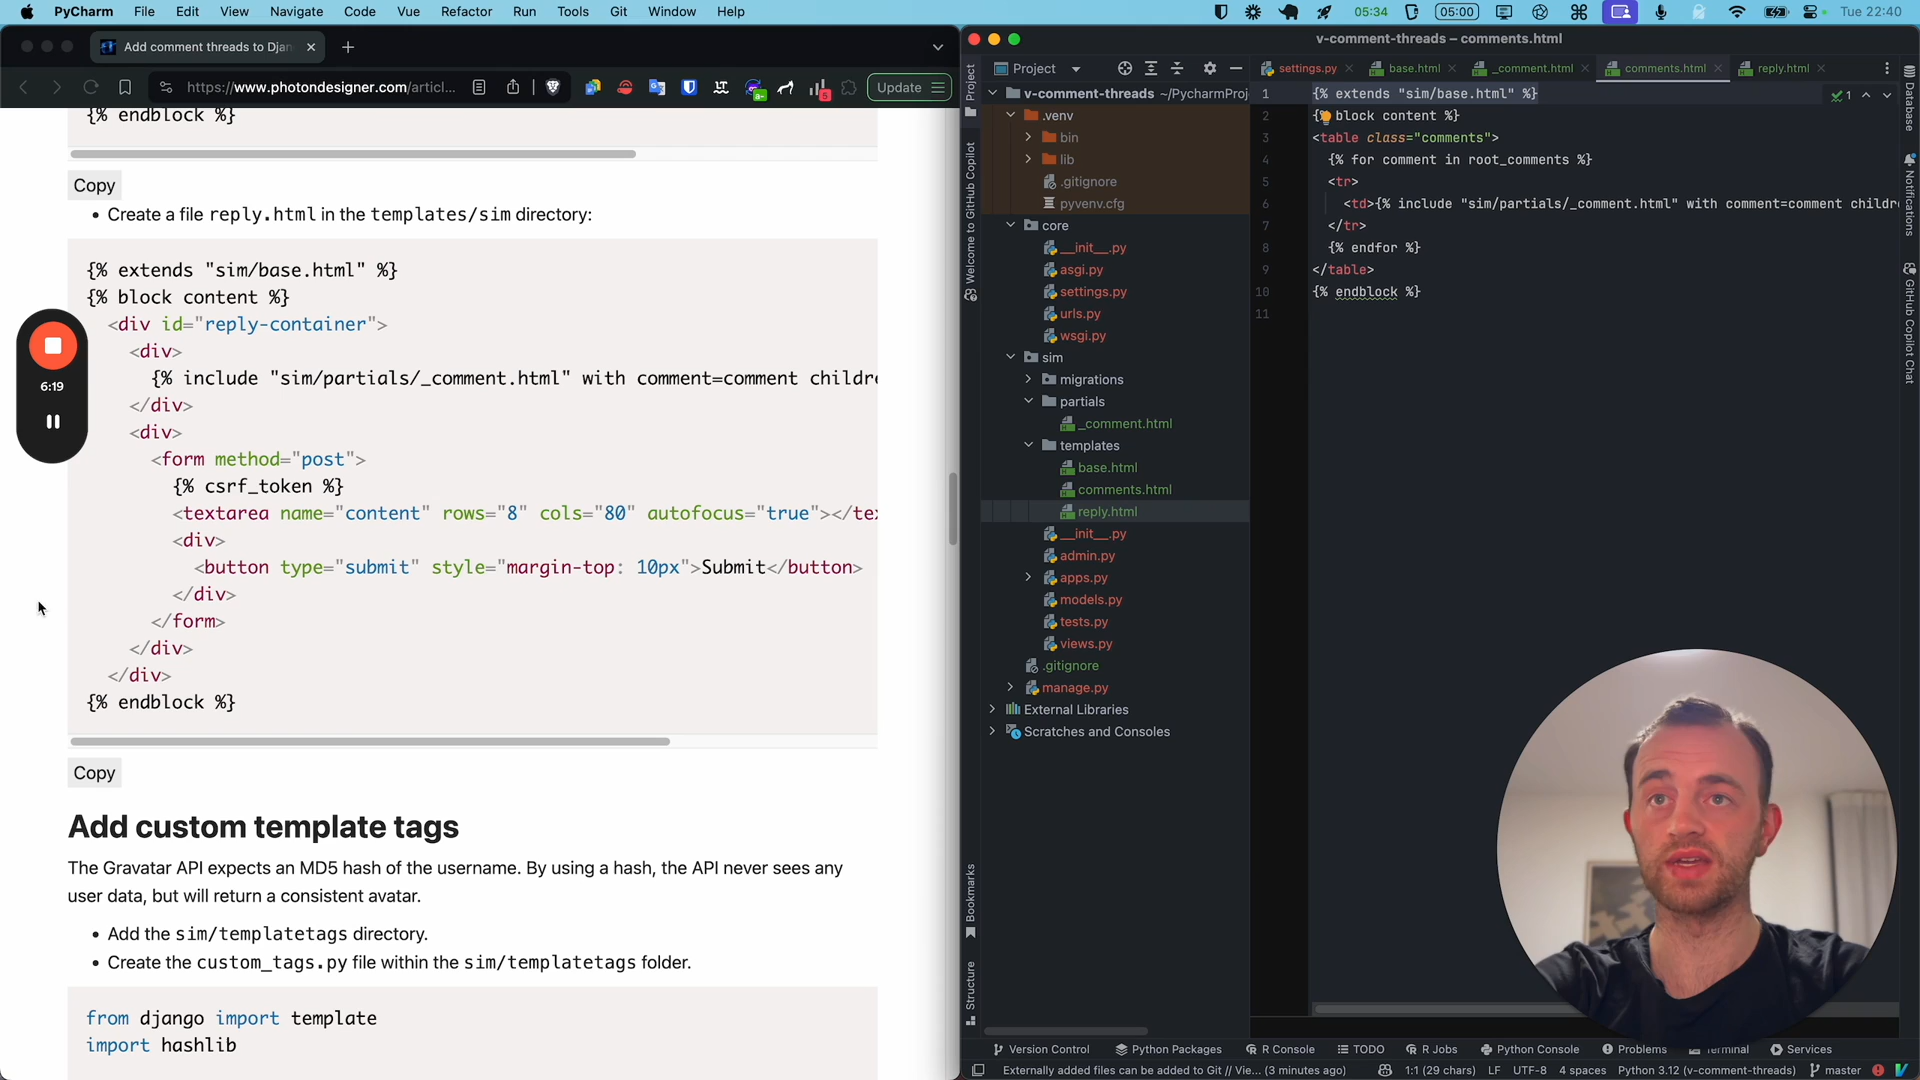 PyCharm File Edit View Navigate Code Vue Refactor Run Tools Git Window Help 05:34 05:00 Tue 22:40
Add comment threads to Djan
https://www.photondesigner.com/articl...
Update
{% endblock %}
Copy
• Create a file reply.html in the templates/sim directory:
{% extends "sim/base.html" %}
{% block content %}
<div id="reply-container">
<div>
{% include "sim/partials/_comment.html" with comment=comment childre
</div>
<div>
<form method="post">
{% csrf_token %}
<textarea name="content" rows="8" cols="80" autofocus="true"></tex
<div>
<button type="submit" style="margin-top: 10px">Submit</button>
</div>
</form>
</div>
</div>
{% endblock %}
Copy
6:19
Add custom template tags
The Gravatar API expects an MD5 hash of the username. By using a hash, the API never sees any
user data, but will return a consistent avatar.
• Add the sim/templatetags directory.
• Create the custom_tags.py file within the sim/templatetags folder.
from django import template
import hashlib
v-comment-threads – comments.html
Project
settings.py base.html _comment.html comments.html reply.html
Project
Welcome to GitHub Copilot
Bookmarks
Structure
v-comment-threads ~/PycharmProj
.venv
bin
lib
.gitignore
pyvenv.cfg
core
__init__.py
asgi.py
settings.py
urls.py
wsgi.py
sim
migrations
partials
_comment.html
templates
base.html
comments.html
reply.html
__init__.py
admin.py
apps.py
models.py
tests.py
views.py
.gitignore
manage.py
External Libraries
Scratches and Consoles
1 {% extends "sim/base.html" %}
2 {% block content %}
3 <table class="comments">
4 {% for comment in root_comments %}
5 <tr>
6 <td>{% include "sim/partials/_comment.html" with comment=comment childre
7 </tr>
8 {% endfor %}
9 </table>
10 {% endblock %}
11
1
Database
Notifications
GitHub Copilot Chat
Version Control Python Packages R Console TODO R Jobs Python Console Problems Terminal Services
Externally added files can be added to Git // Vie... (3 minutes ago) 1:1 (29 chars) LF UTF-8 4 spaces Python 3.12 (v-comment-threads) master